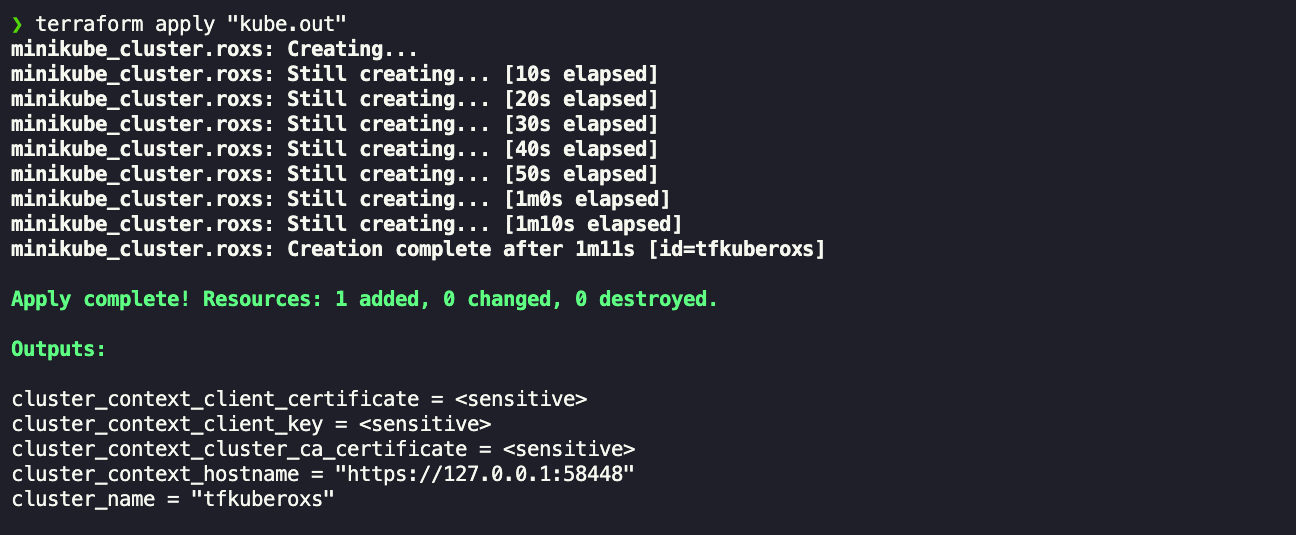 ❯ terraform apply "kube.out"
minikube_cluster.roxs: Creating...
minikube_cluster.roxs: Still creating... [10s elapsed]
minikube_cluster.roxs: Still creating... [20s elapsed]
minikube_cluster.roxs: Still creating... [30s elapsed]
minikube_cluster.roxs: Still creating... [40s elapsed]
minikube_cluster.roxs: Still creating... [50s elapsed]
minikube_cluster.roxs: Still creating... [1m0s elapsed]
minikube_cluster.roxs: Still creating... [1m10s elapsed]
minikube_cluster.roxs: Creation complete after 1m11s [id=tfkuberoxs]
Apply complete! Resources: 1 added, 0 changed, 0 destroyed.
Outputs:
cluster_context_client_certificate = <sensitive>
cluster_context_client_key = <sensitive>
cluster_context_cluster_ca_certificate = <sensitive>
cluster_context_hostname = "https://127.0.0.1:58448"
cluster_name = "tfkuberoxs"